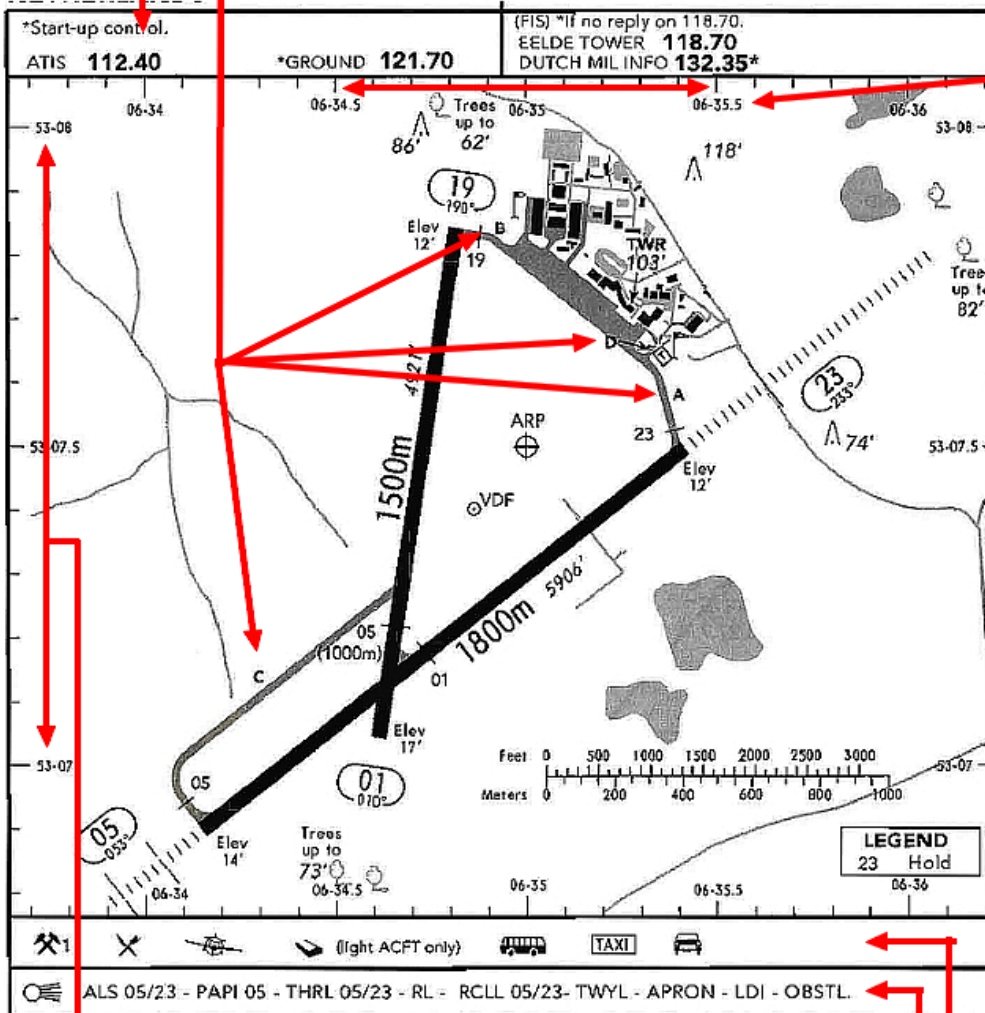 *Start-up control.
ATIS 112.40 *GROUND 121.70
(FIS) *If no reply on 118.70.
EELDE TOWER 118.70
DUTCH MIL INFO 132.35*
06-34 06-34.5 06-35 06-35.5 06-36
53-08 53-08
Trees
up to
62'
86'
118'
19
190°
Elev
12'
B
19
TWR
103'
Trees
up to
82'
D
A
23
233°
4921'
ARP
23
74'
53-07.5 53-07.5
Elev
12'
1500m
VDF
5906'
1800m
05
(1000m)
01
C
Elev
17'
53-07 53-07
Feet 0 500 1000 1500 2000 2500 3000
Meters 0 200 400 600 800 1000
05
01
010°
05
053°
Elev
14'
Trees
up to
73'
LEGEND
23 Hold
06-34 06-34.5 06-35 06-35.5 06-36
1 (light ACFT only) TAXI
ALS 05/23 - PAPI 05 - THRL 05/23 - RL - RCLL 05/23- TWYL - APRON - LDI - OBSTL.